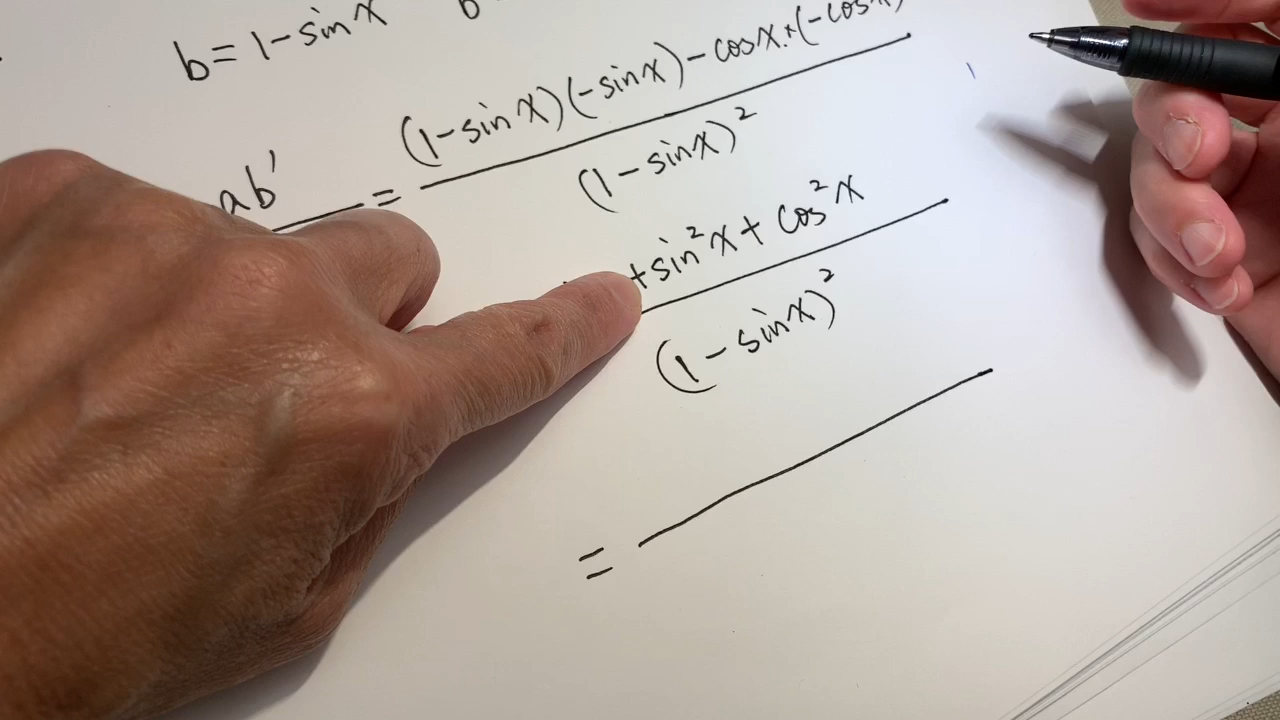 b = 1 - sin x
ab' = (1 - sin x)(-sin x) - cos x · (-cos x)
(1 - sin x)²
+ sin² x + cos² x
(1 - sin x)²
=